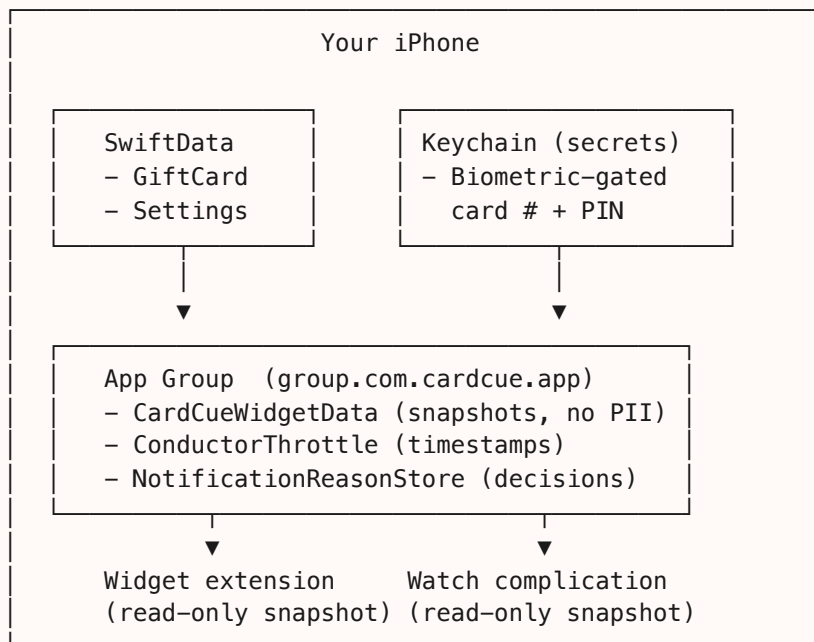 Your iPhone
SwiftData Keychain (secrets)
- GiftCard - Biometric-gated
- Settings card # + PIN
App Group (group.com.cardcue.app)
- CardCueWidgetData (snapshots, no PII)
- ConductorThrottle (timestamps)
- NotificationReasonStore (decisions)
Widget extension Watch complication
(read-only snapshot) (read-only snapshot)